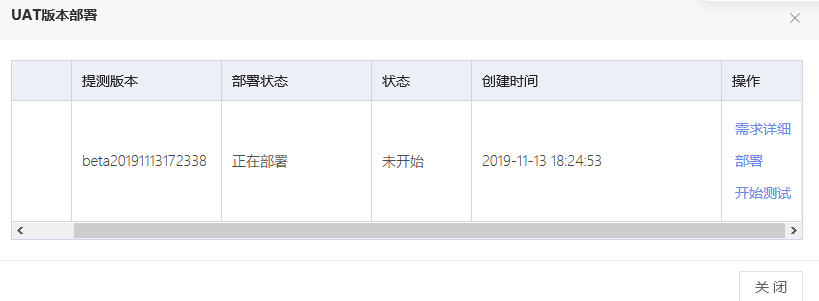 UAT版本部署
提测版本 部署状态 状态 创建时间 操作
需求详细
beta20191113172338 正在部署 未开始 2019-11-13 18:24:53 部署
开始测试
关 闭